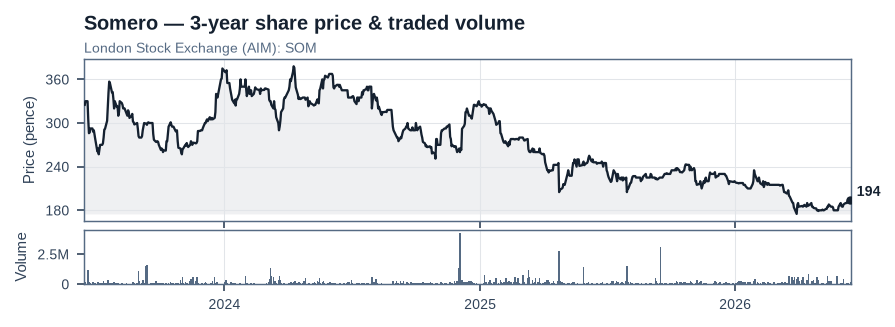 Somero — 3-year share price & traded volume
London Stock Exchange (AIM): SOM
Price (pence)
360
300
240
180
194
Volume
2.5M
0
2024
2025
2026